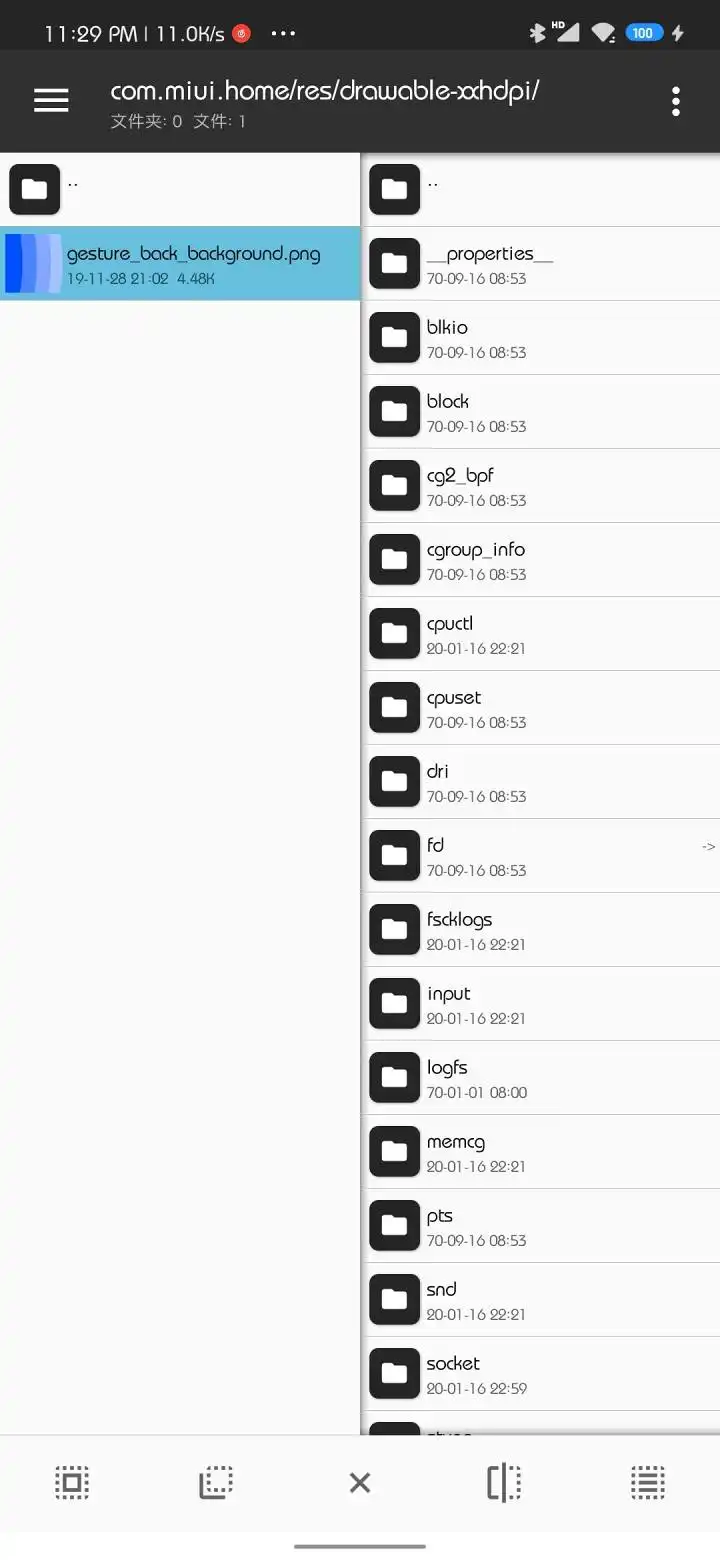 11:29 PM | 11.0K/s ...
HD 100
com.miui.home/res/drawable-xxhdpi/
文件夹: 0 文件: 1
..
gesture_back_background.png
19-11-28 21:02 4.48K
..
__properties__
70-09-16 08:53
blkio
70-09-16 08:53
block
70-09-16 08:53
cg2_bpf
70-09-16 08:53
cgroup_info
70-09-16 08:53
cpuctl
20-01-16 22:21
cpuset
70-09-16 08:53
dri
70-09-16 08:53
fd ->
70-09-16 08:53
fscklogs
20-01-16 22:21
input
20-01-16 22:21
logfs
70-01-01 08:00
memcg
20-01-16 22:21
pts
70-09-16 08:53
snd
20-01-16 22:21
socket
20-01-16 22:59